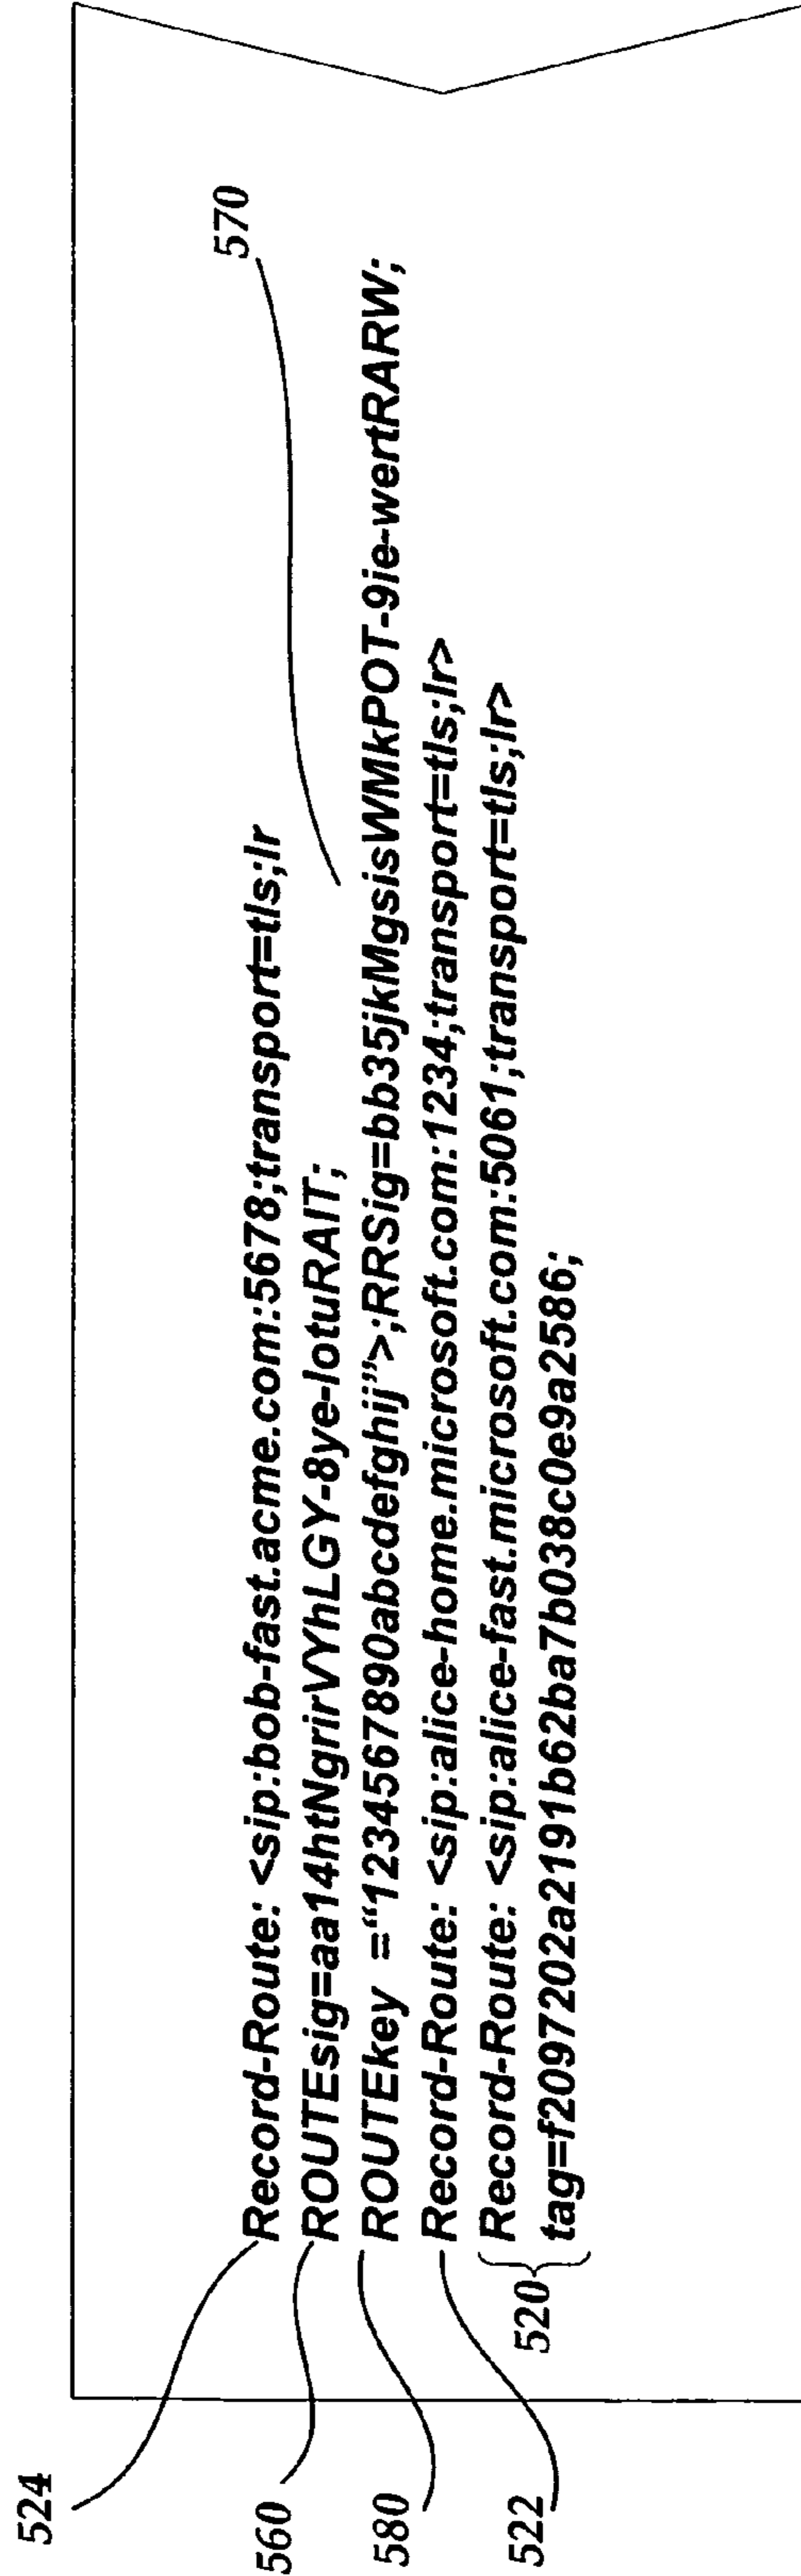 524
570
Record-Route: <sip:bob-fast.acme.com:5678;transport=tls;lr
560
ROUTEsig=aa14htNgrirVYhLGY-8ye-lotuRAIT;
580
ROUTEkey =“1234567890abcdefghij”>;RRSig=bb35jkMgsisWMkPOT-9ie-wertRARW;
522
Record-Route: <sip:alice-home.microsoft.com:1234;transport=tls;lr>
520
Record-Route: <sip:alice-fast.microsoft.com:5061;transport=tls;lr>
tag=f2097202a2191b62ba7b038c0e9a2586;